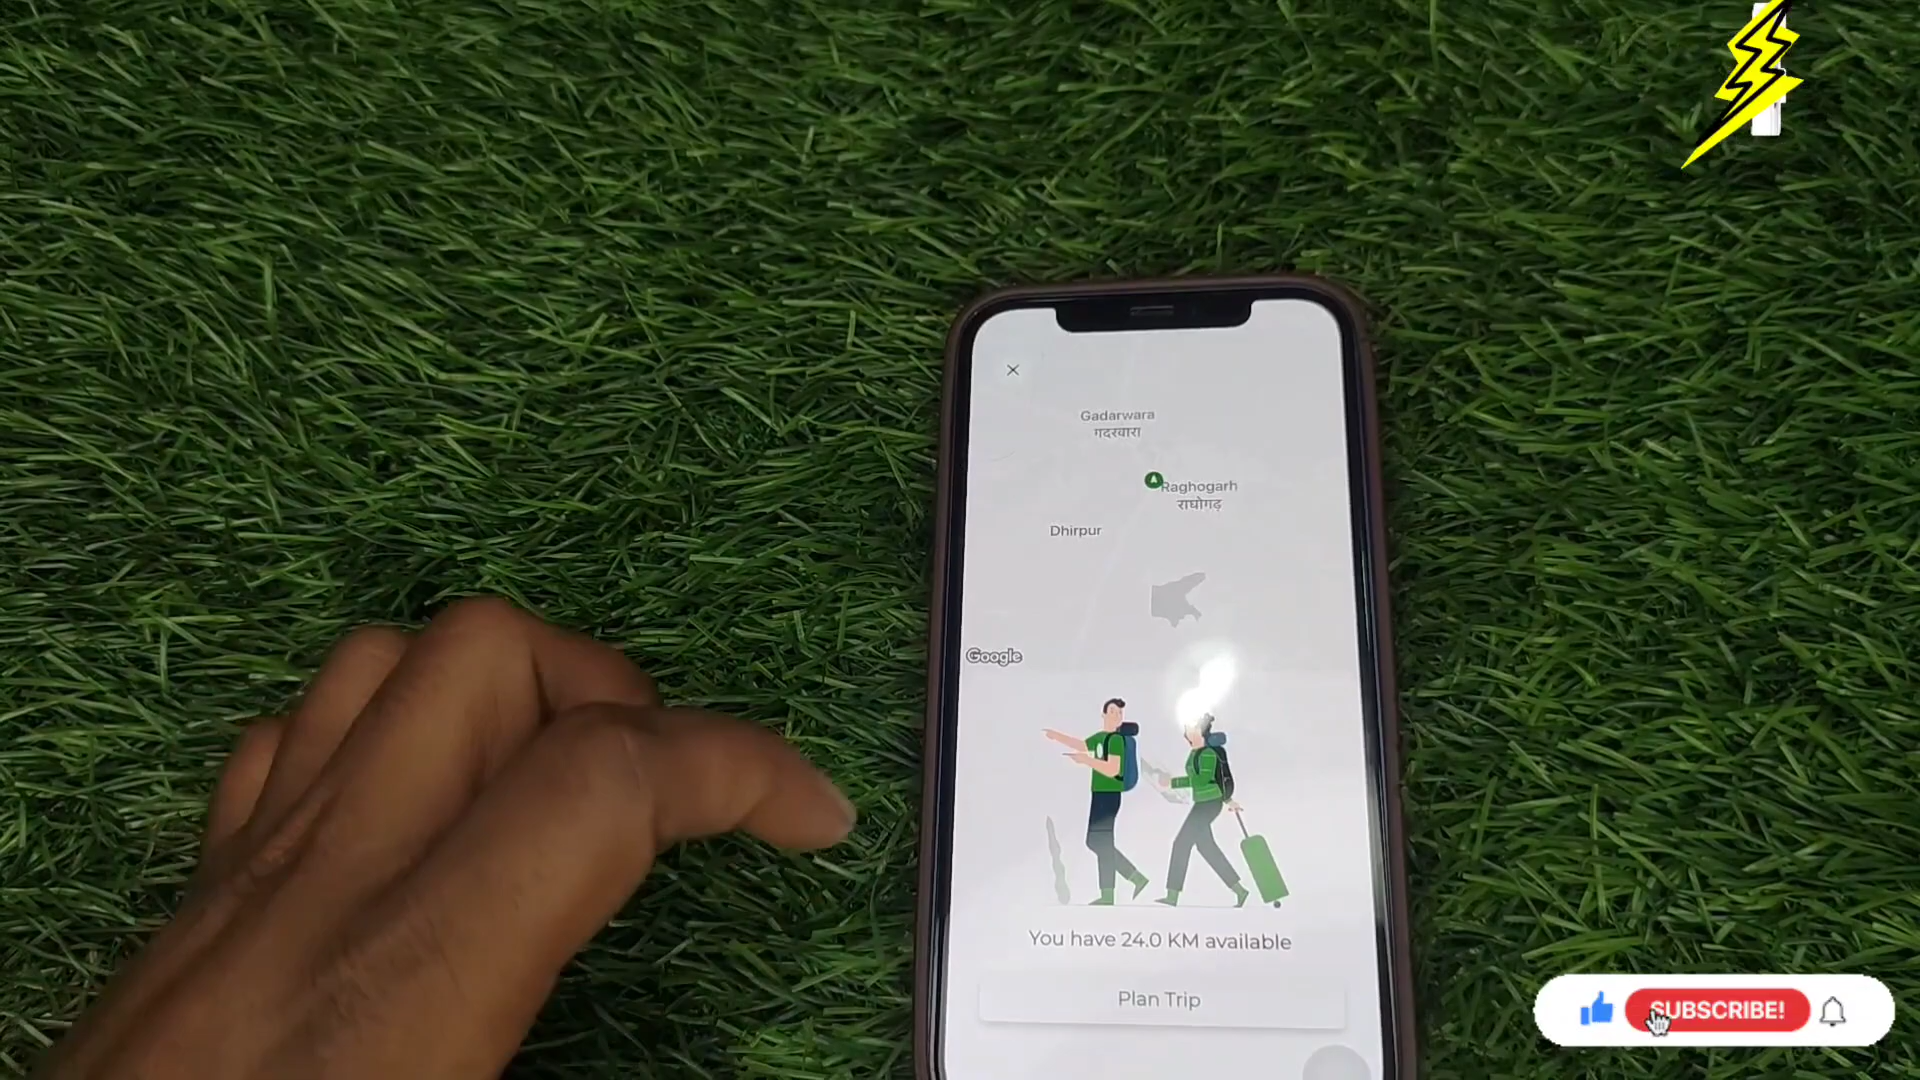 Gadarwara
गदरवारा
Raghogarh
राघोगढ़
Dhirpur
Google
You have 24.0 KM available
Plan Trip
SUBSCRIBE!